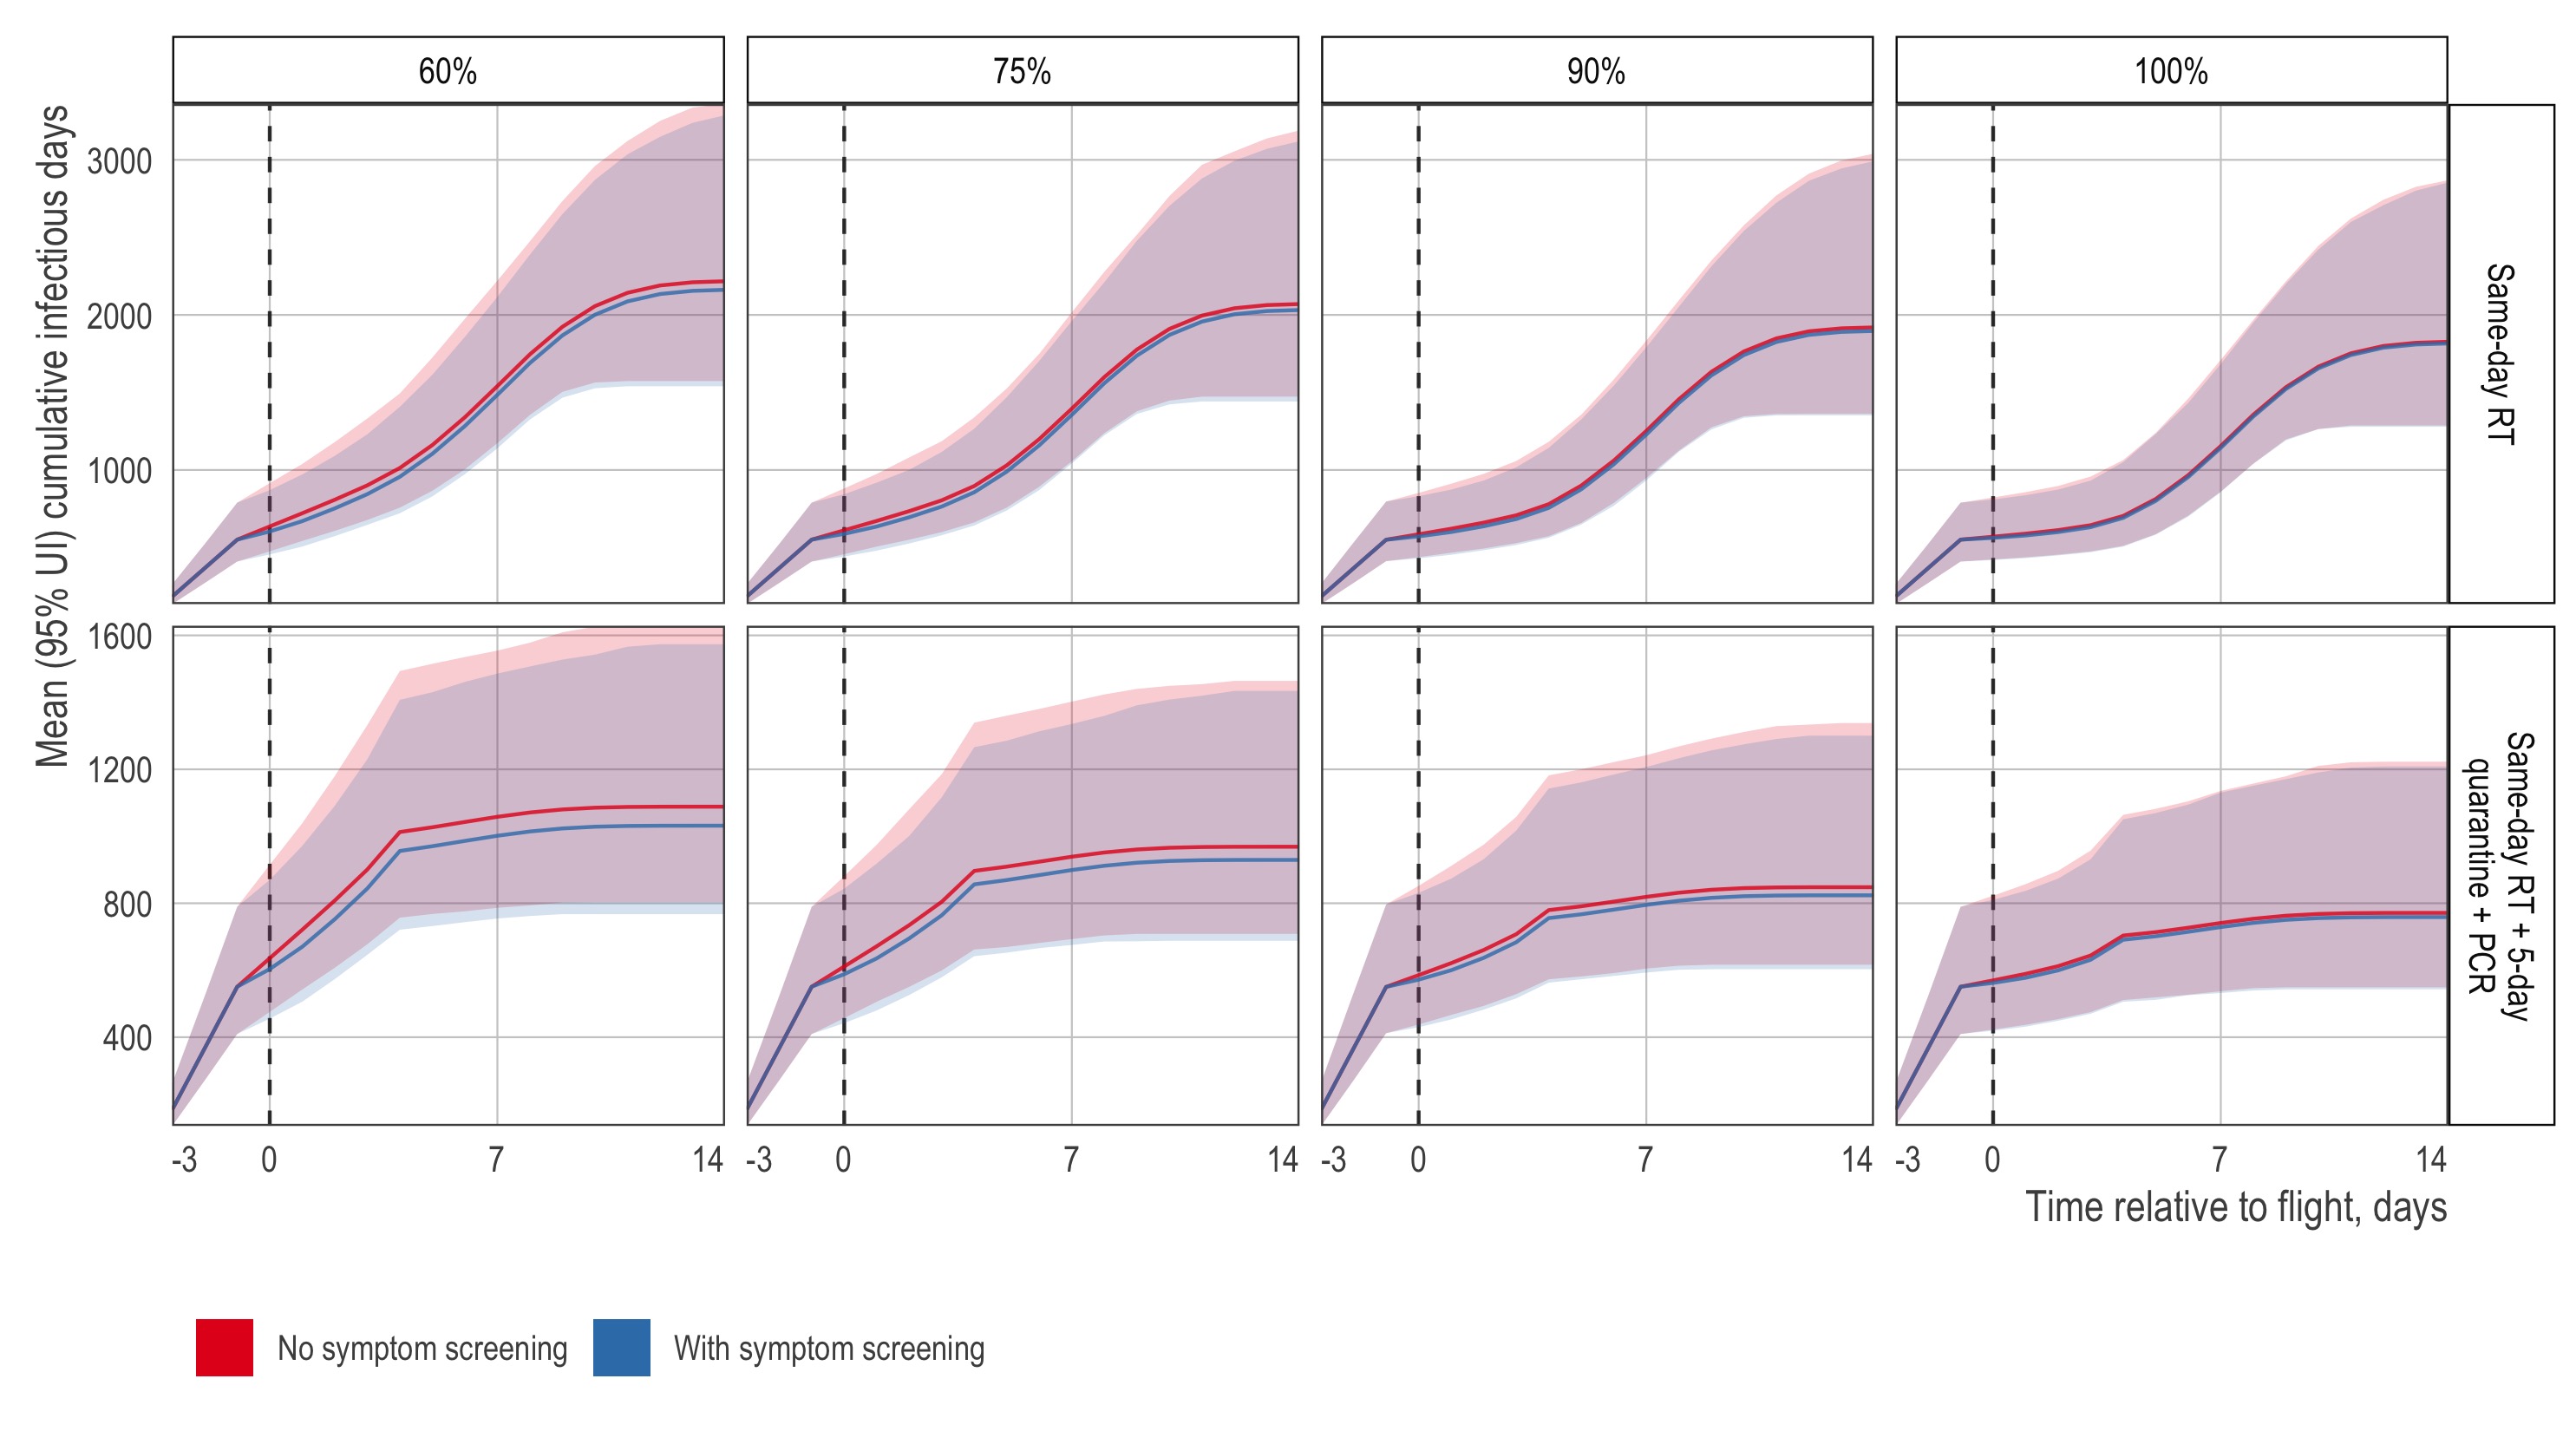 60%
75%
90%
100%
Mean (95% UI) cumulative infectious days
3000
2000
1000
Same-day RT
1600
1200
800
400
Same-day RT + 5-day
quarantine + PCR
-3 0 7 14
-3 0 7 14
-3 0 7 14
-3 0 7 14
Time relative to flight, days
No symptom screening
With symptom screening